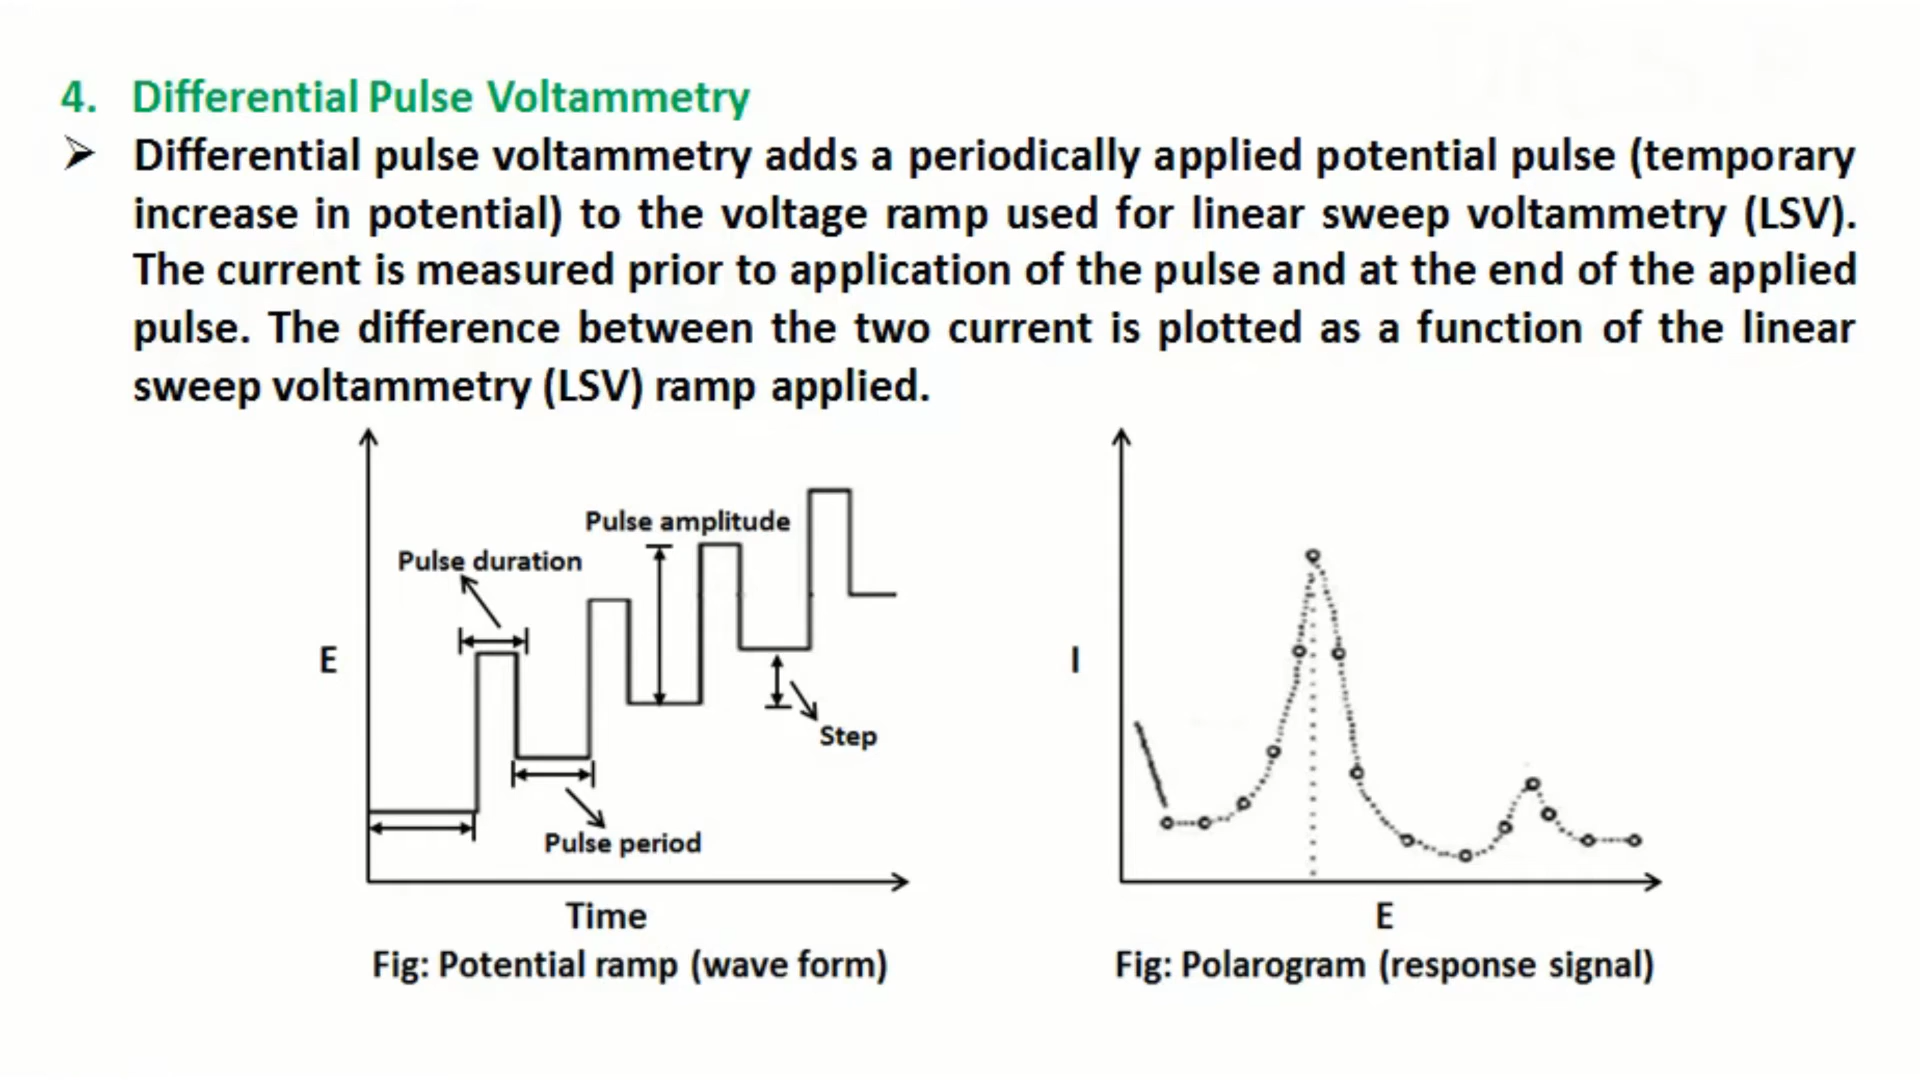 4. Differential Pulse Voltammetry
➢ Differential pulse voltammetry adds a periodically applied potential pulse (temporary
increase in potential) to the voltage ramp used for linear sweep voltammetry (LSV).
The current is measured prior to application of the pulse and at the end of the applied
pulse. The difference between the two current is plotted as a function of the linear
sweep voltammetry (LSV) ramp applied.
Pulse amplitude
Pulse duration
E
Step
Pulse period
Time
Fig: Potential ramp (wave form)
I
E
Fig: Polarogram (response signal)